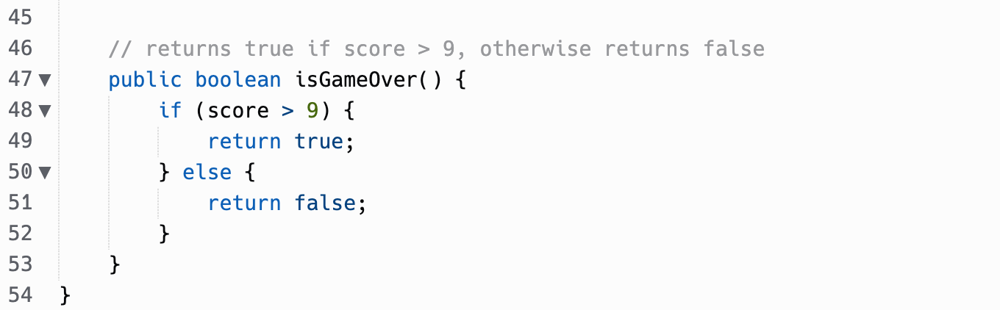 45
46 // returns true if score > 9, otherwise returns false
47 ▼ public boolean isGameOver() {
48 ▼ if (score > 9) {
49 return true;
50 ▼ } else {
51 return false;
52 }
53 }
54 }